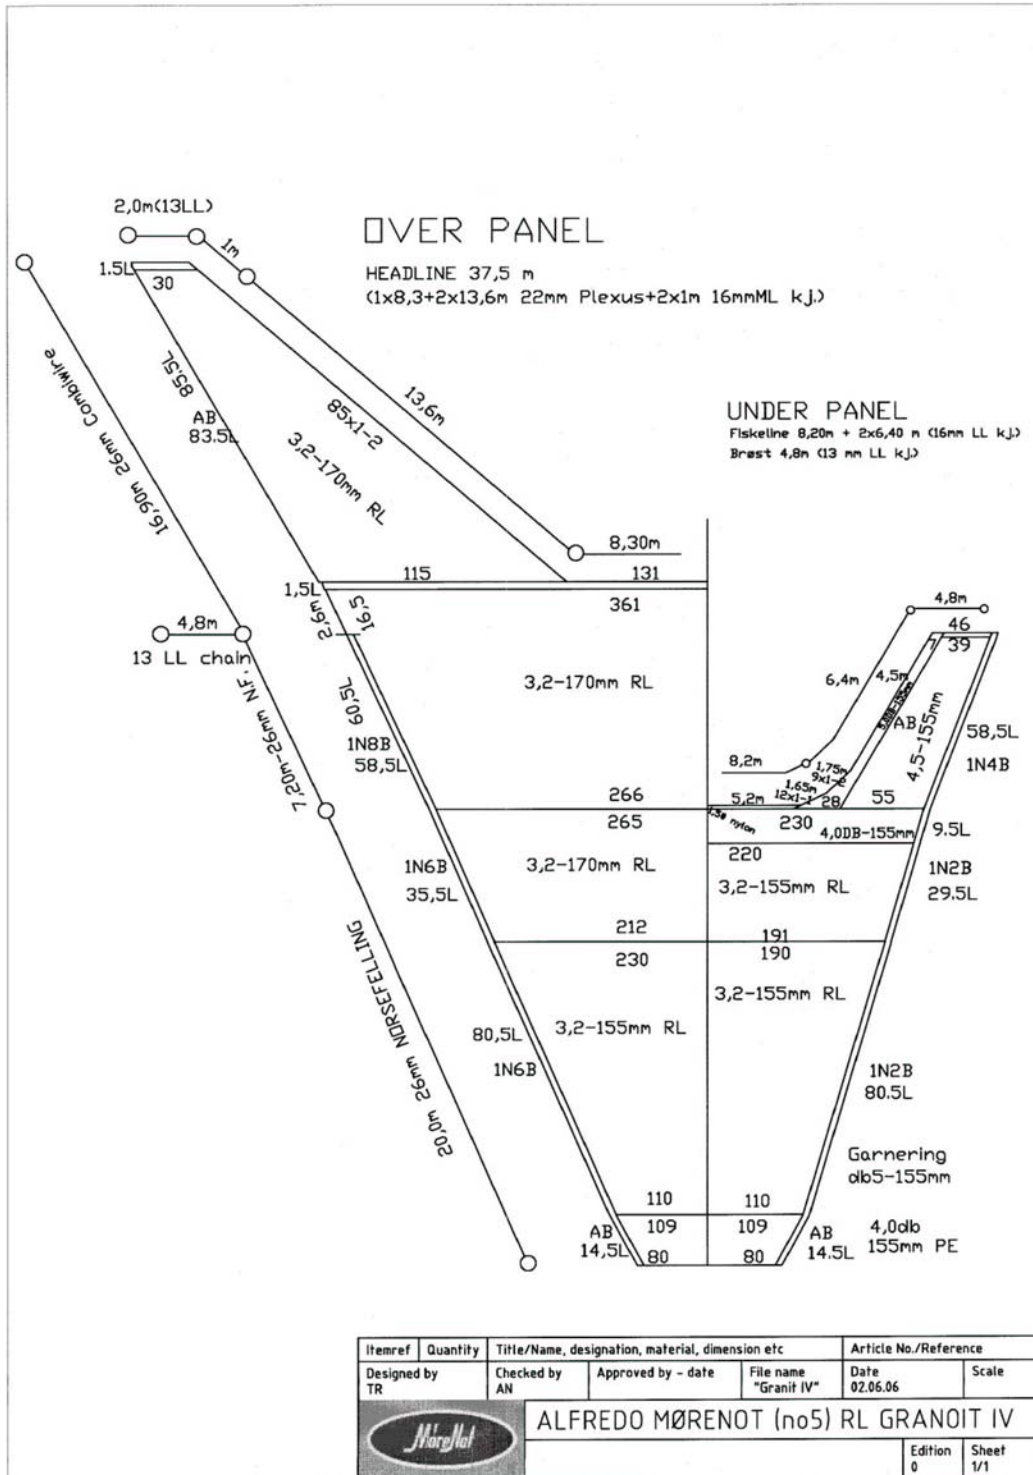 2,0m(13LL)
1m
OVER PANEL
HEADLINE 37,5 m
(1x8,3+2x13,6m 22mm Plexus+2x1m 16mmML kj.)
1.5L
30
85.5L
AB
83.5L
85x1-2
13,6m
3,2-170mm RL
16,90m 26mm Combiwire
UNDER PANEL
Fiskeline 8,20m + 2x6,40 m (16mm LL kj.)
Brøst 4,8m (13 mm LL kj.)
8,30m
115
131
1,5L
361
2,6m
16,5
4,8m
13 LL chain
4,8m
46
39
7
3,2-170mm RL
6,4m
4,5m
5,0DB-155mm
AB
4,5-155mm
58,5L
1N4B
60,5L
1N8B
58,5L
7,20m-26mm N.F.
8,2m
1,75m
9x1-2
1,65m
12x1-1
5,2m
28
55
266
265
230
4,0DB-155mm
9.5L
220
1N6B
35,5L
3,2-170mm RL
3,2-155mm RL
1N2B
29.5L
212
191
230
190
3,2-155mm RL
3,2-155mm RL
20,0m 26mm NORSEFELLING
80,5L
1N6B
1N2B
80.5L
Garnering
db5-155mm
110
110
109
109
AB
14,5L
80
80
AB
14.5L
4,0db
155mm PE
Itemref Quantity Title/Name, designation, material, dimension etc Article No./Reference
Designed by Checked by Approved by - date File name Date Scale
TR AN "Granit IV" 02.06.06
MøreNot
ALFREDO MØRENOT (no5) RL GRANOIT IV
Edition Sheet
0 1/1